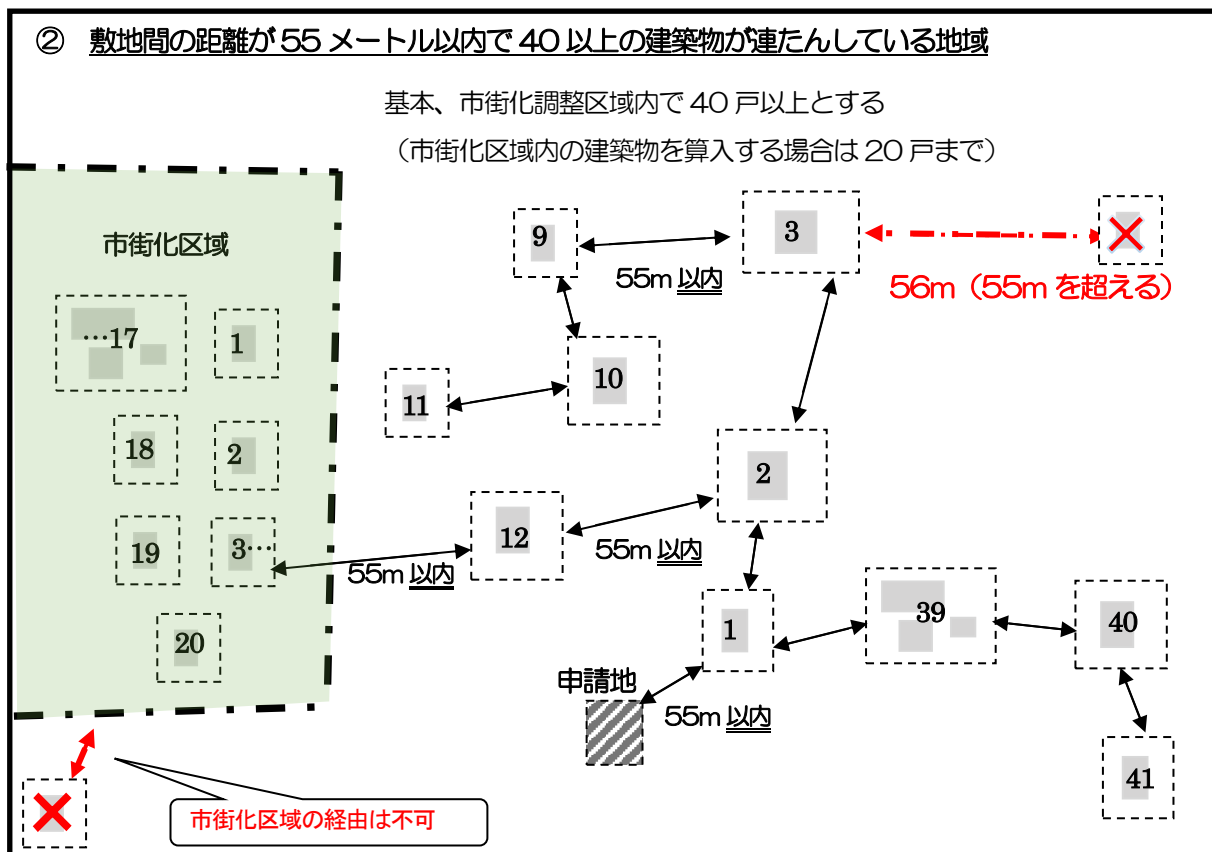 ② 敷地間の距離が55メートル以内で40以上の建築物が連たんしている地域
基本、市街化調整区域内で40戸以上とする
（市街化区域内の建築物を算入する場合は20戸まで）
市街化区域
9
3
55m 以内
56m（55mを超える）
…17
1
10
11
18
2
2
19
3…
12
55m 以内
55m 以内
20
1
39
40
申請地
55m 以内
41
市街化区域の経由は不可